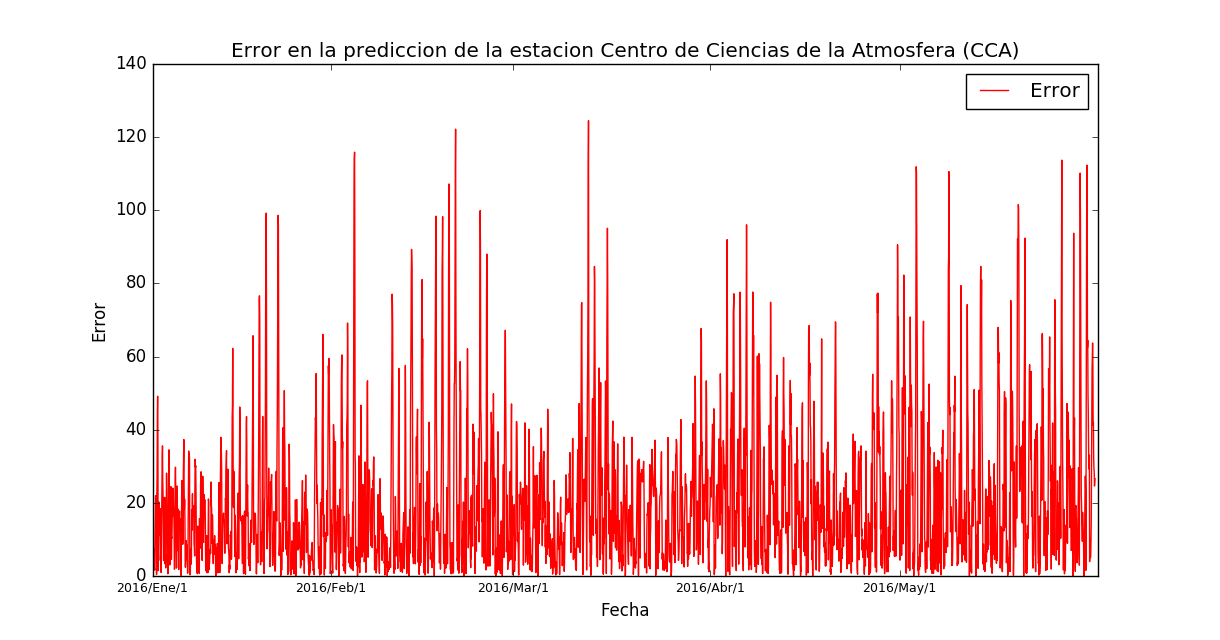 Error en la prediccion de la estacion Centro de Ciencias de la Atmosfera (CCA)
140
120
100
80
60
40
20
0
Error
Error
2016/Ene/1 2016/Feb/1 2016/Mar/1 2016/Abr/1 2016/May/1
Fecha